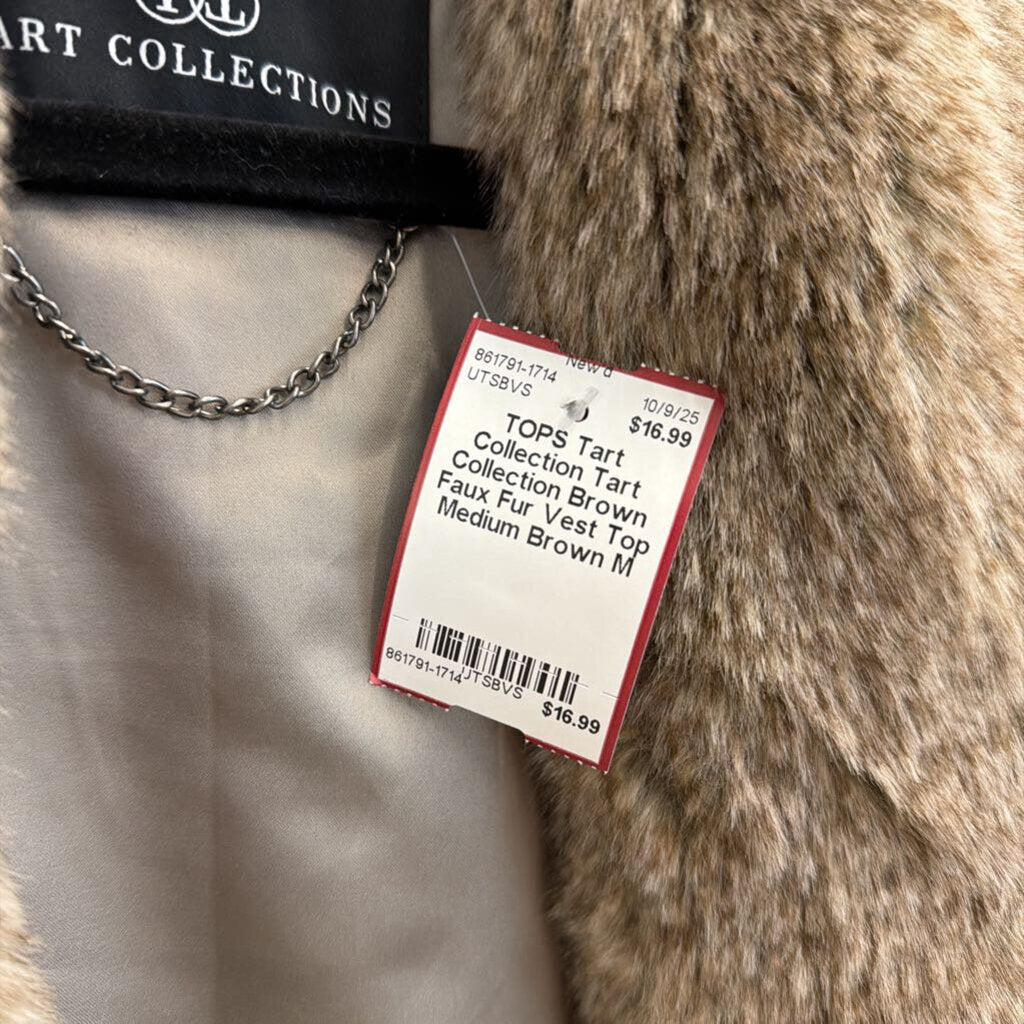 ART COLLECTIONS
861791-1714
New'd
UTSBVS
10/9/25
$16.99
TOPS Tart
Collection Tart
Collection Brown
Faux Fur Vest Top
Medium Brown M
861791-1714
UTSBVS
$16.99